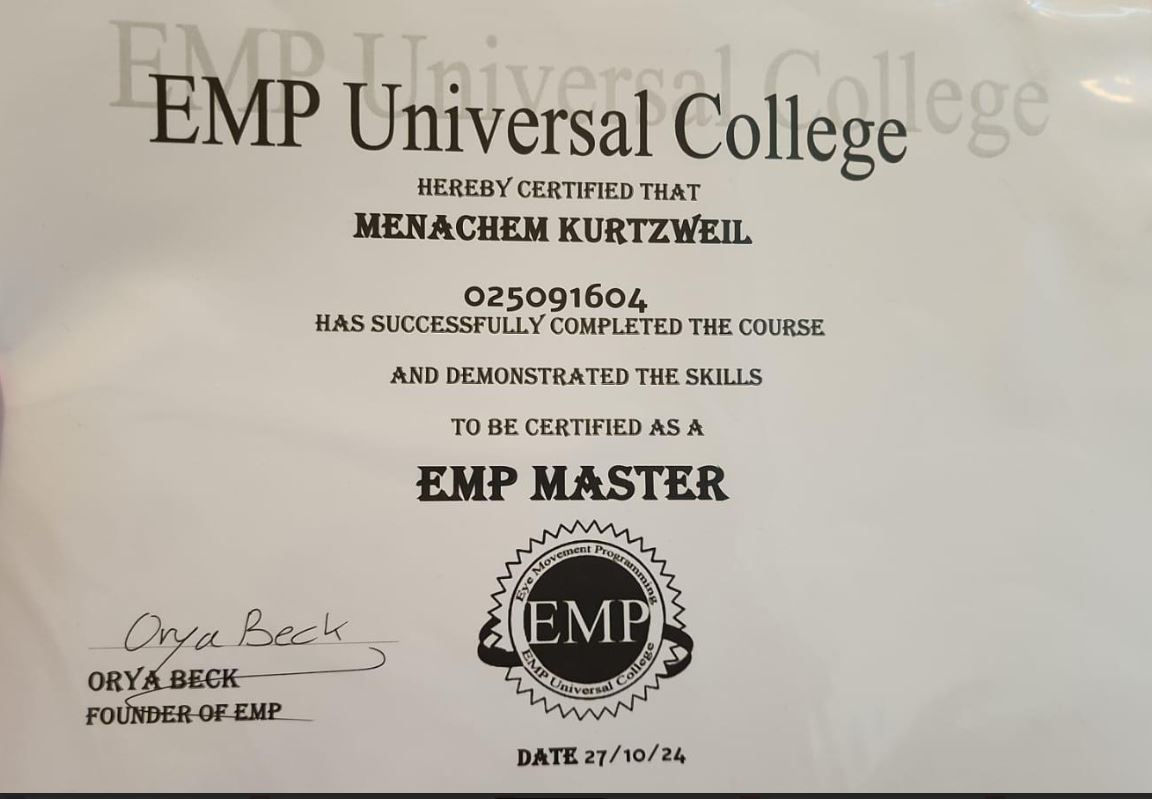 EMP Universal College
EMP Universal College
HEREBY CERTIFIED THAT
MENACHEM KURTZWEIL
025091604
HAS SUCCESSFULLY COMPLETED THE COURSE
AND DEMONSTRATED THE SKILLS
TO BE CERTIFIED AS A
EMP MASTER
Eye Movement Programming
EMP
EMP Universal College
Orya Beck
ORYA BECK
FOUNDER OF EMP
DATE 27/10/24